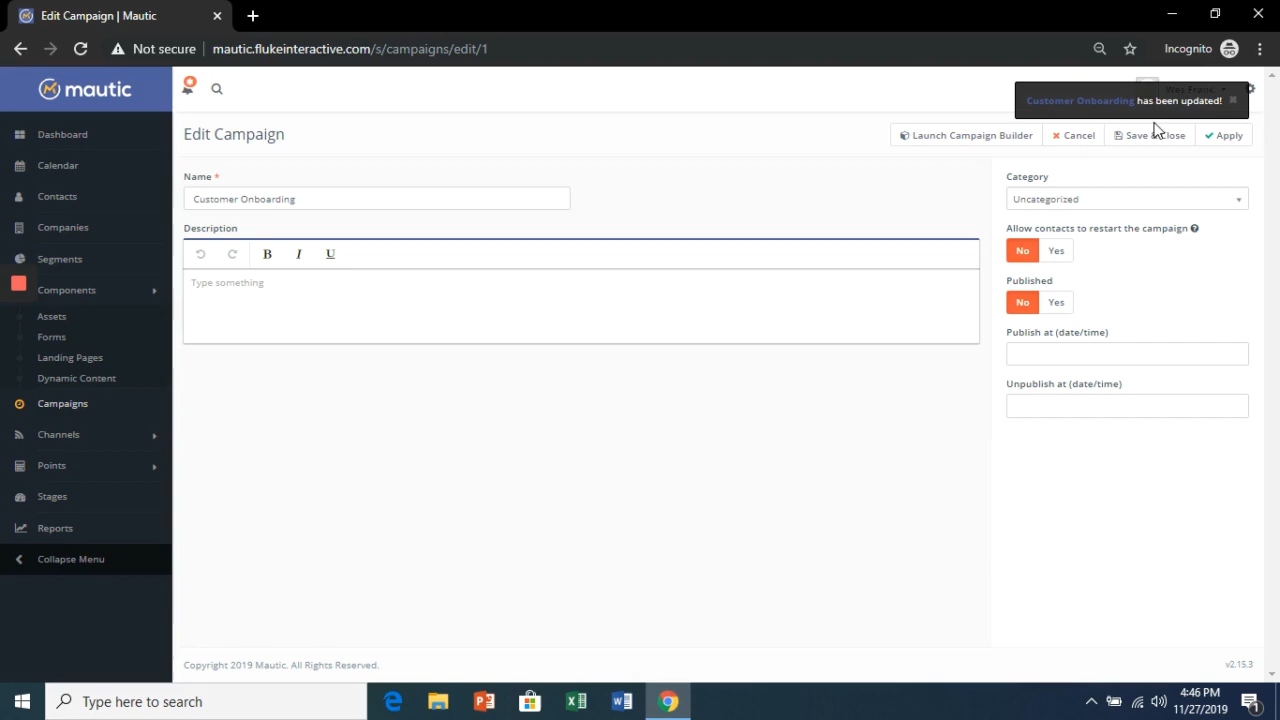 Edit Campaign | Mautic
Not secure
mautic.flukeinteractive.com/s/campaigns/edit/1
Incognito
mautic
Wes Frank
Customer Onboarding has been updated!
Edit Campaign
Launch Campaign Builder
Cancel
Save & Close
Apply
Dashboard
Calendar
Contacts
Companies
Segments
Components
Assets
Forms
Landing Pages
Dynamic Content
Campaigns
Channels
Points
Stages
Reports
Collapse Menu
Name *
Customer Onboarding
Description
B I U
Type something
Category
Uncategorized
Allow contacts to restart the campaign
No Yes
Published
No Yes
Publish at (date/time)
Unpublish at (date/time)
Copyright 2019 Mautic. All Rights Reserved.
v2.15.3
Type here to search
4:46 PM
11/27/2019
1